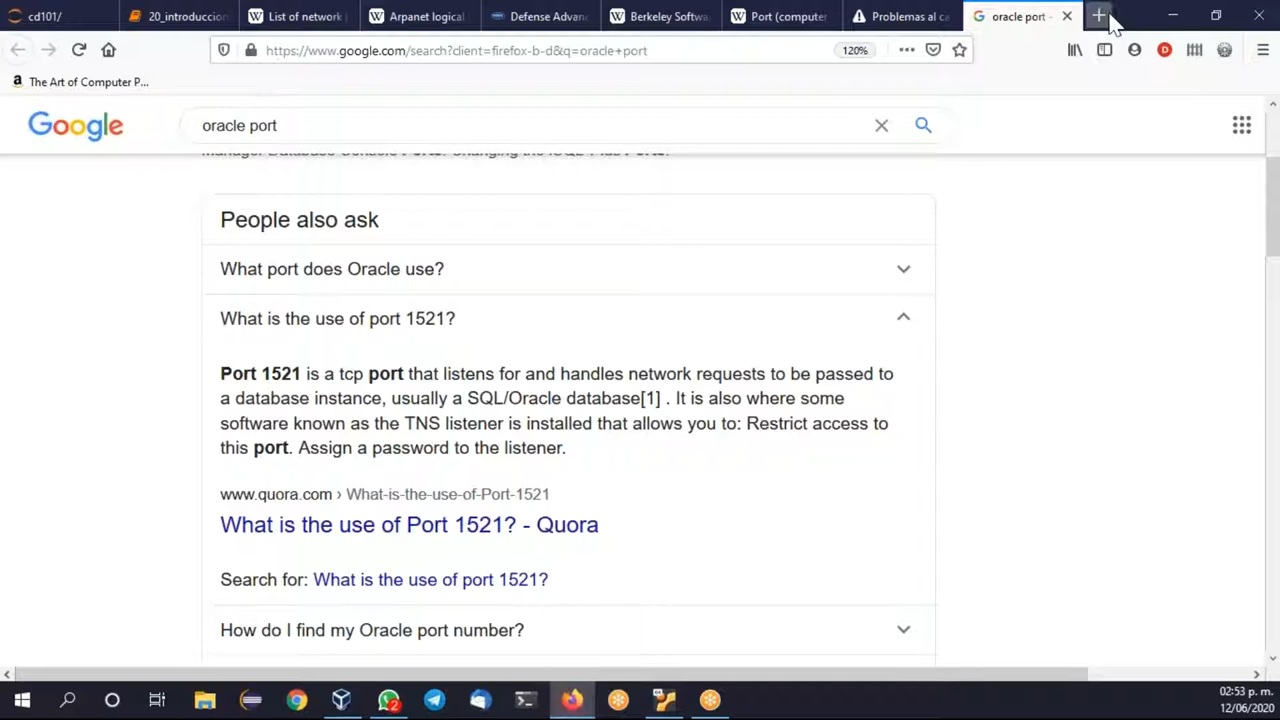 cd101/
20_introduccion
List of network
Arpanet logical
Defense Advan
Berkeley Softwa
Port (computer
Problemas al ca
oracle port -
https://www.google.com/search?client=firefox-b-d&q=oracle+port
120%
The Art of Computer P...
Google
oracle port
People also ask
What port does Oracle use?
What is the use of port 1521?
Port 1521 is a tcp port that listens for and handles network requests to be passed to
a database instance, usually a SQL/Oracle database[1] . It is also where some
software known as the TNS listener is installed that allows you to: Restrict access to
this port. Assign a password to the listener.
www.quora.com › What-is-the-use-of-Port-1521
What is the use of Port 1521? - Quora
Search for: What is the use of port 1521?
How do I find my Oracle port number?
2
02:53 p. m.
12/06/2020